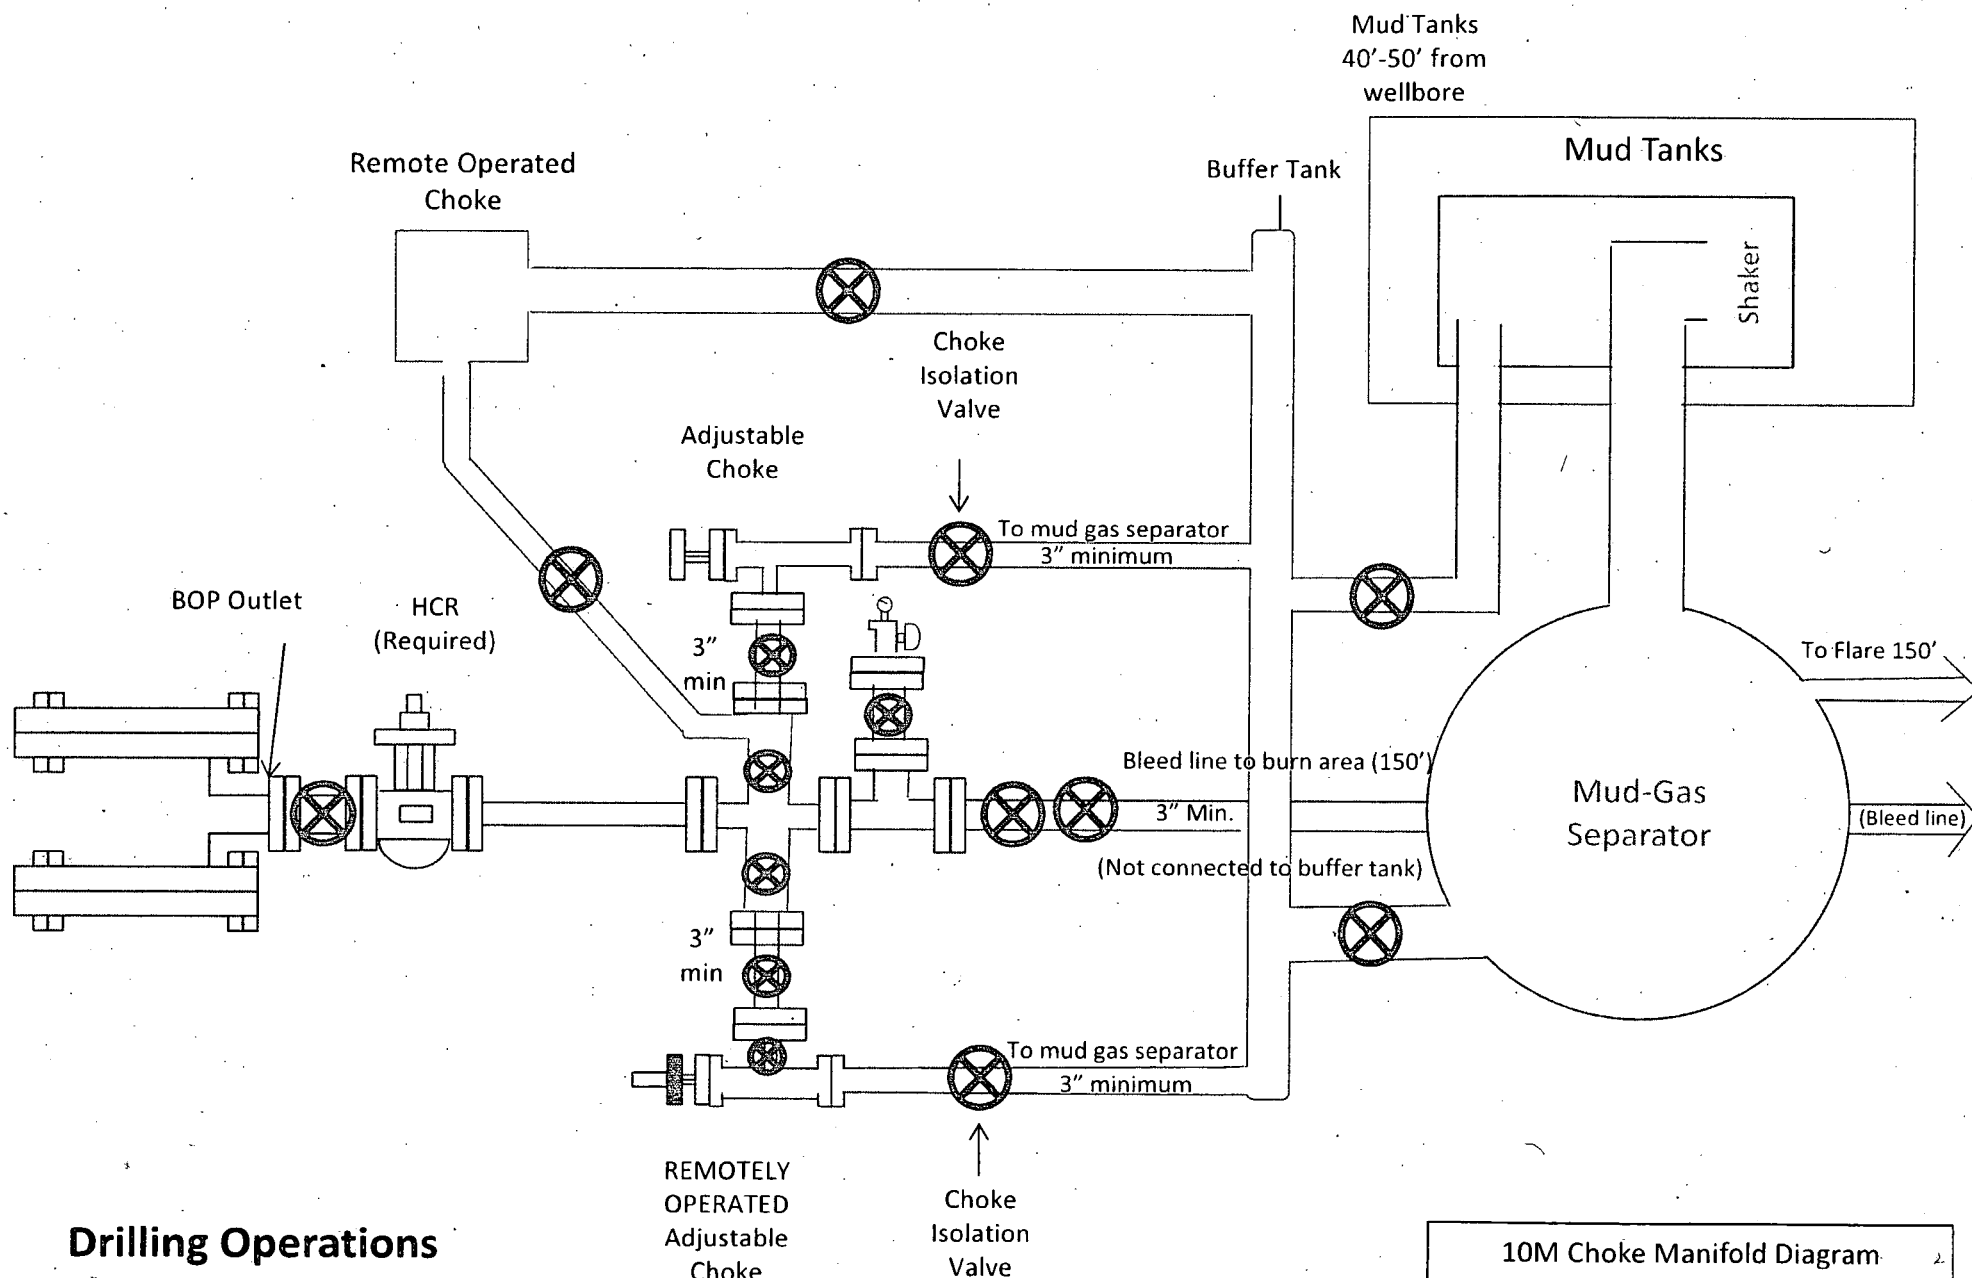 Mud Tanks
40'-50' from
wellbore
Mud Tanks
Remote Operated
Choke
Buffer Tank
Shaker
Choke
Isolation
Valve
Adjustable
Choke
To mud gas separator
3" minimum
BOP Outlet
HCR
(Required)
3"
min
To Flare 150'
Bleed line to burn area (150')
3" Min.
Mud-Gas
Separator
(Bleed line)
(Not connected to buffer tank)
3"
min
To mud gas separator
3" minimum
REMOTELY
OPERATED
Adjustable
Choke
Choke
Isolation
Valve
Drilling Operations
10M Choke Manifold Diagram